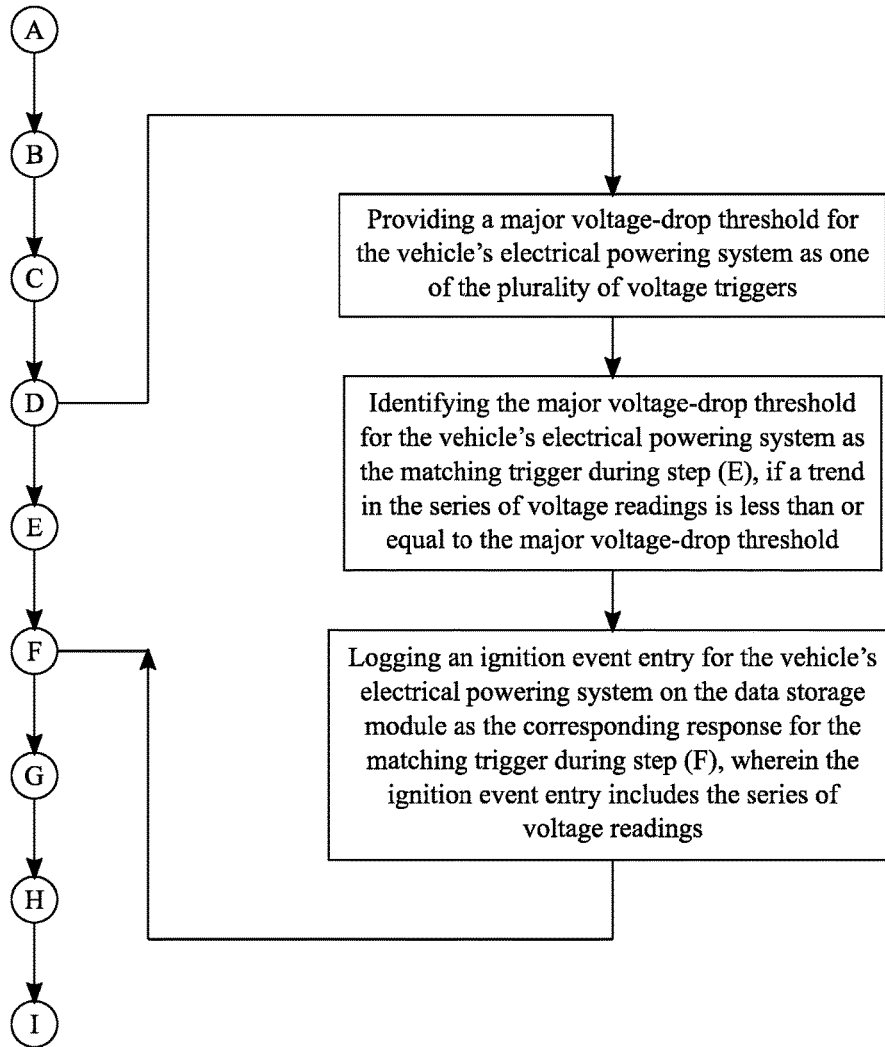 A
B
C
D
E
F
G
H
I
Providing a major voltage-drop threshold for
the vehicle’s electrical powering system as one
of the plurality of voltage triggers
Identifying the major voltage-drop threshold
for the vehicle’s electrical powering system as
the matching trigger during step (E), if a trend
in the series of voltage readings is less than or
equal to the major voltage-drop threshold
Logging an ignition event entry for the vehicle’s
electrical powering system on the data storage
module as the corresponding response for the
matching trigger during step (F), wherein the
ignition event entry includes the series of
voltage readings